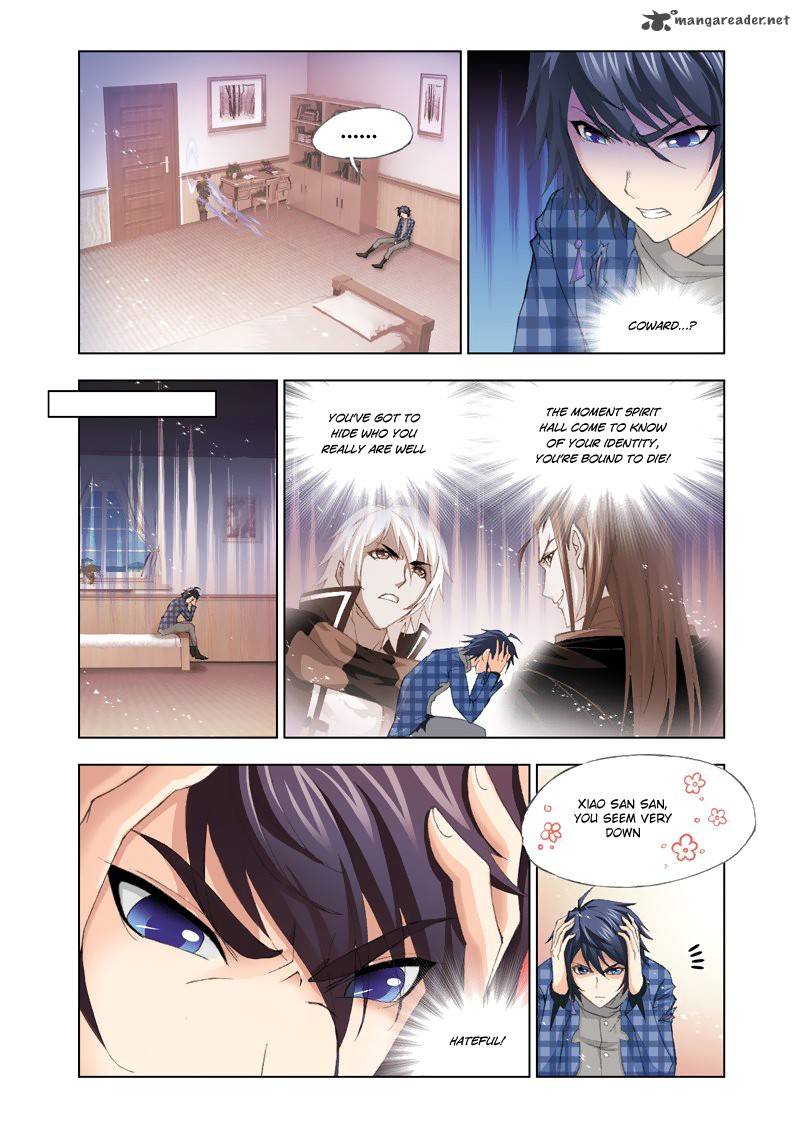 mangareader.net
......
COWARD...?
YOU'VE GOT TO
HIDE WHO YOU
REALLY ARE WELL
THE MOMENT SPIRIT
HALL COME TO KNOW
OF YOUR IDENTITY,
YOU'RE BOUND TO DIE!
HATEFUL!
XIAO SAN SAN,
YOU SEEM VERY
DOWN